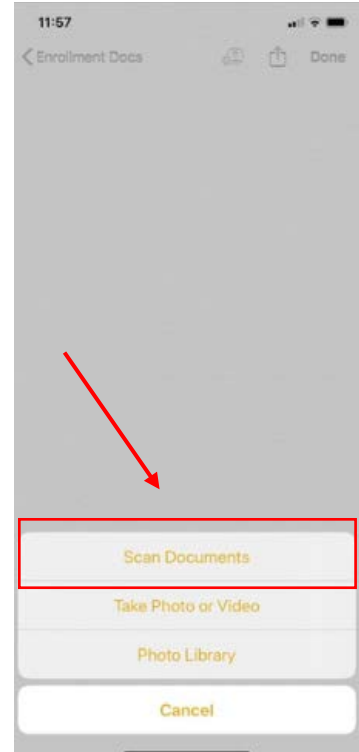 11:57
Enrollment Docs Done
Scan Documents
Take Photo or Video
Photo Library
Cancel